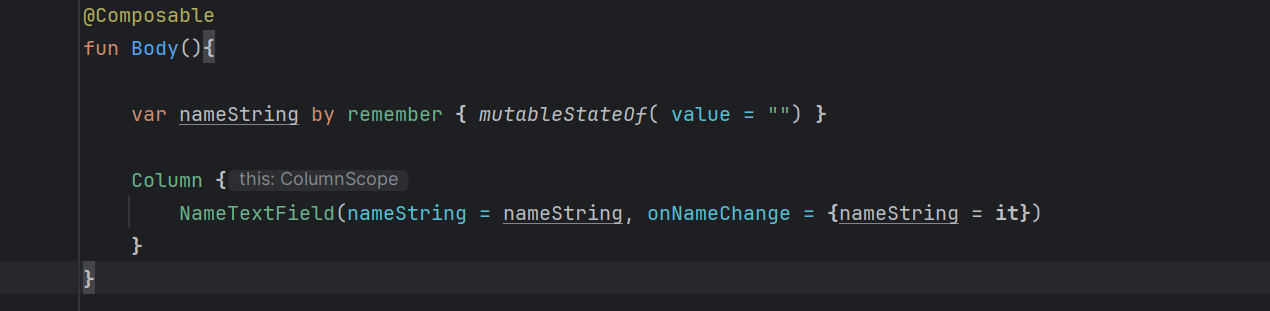 @Composable
fun Body(){
var nameString by remember { mutableStateOf( value = "") }
Column { this: ColumnScope
NameTextField(nameString = nameString, onNameChange = {nameString = it})
}
}